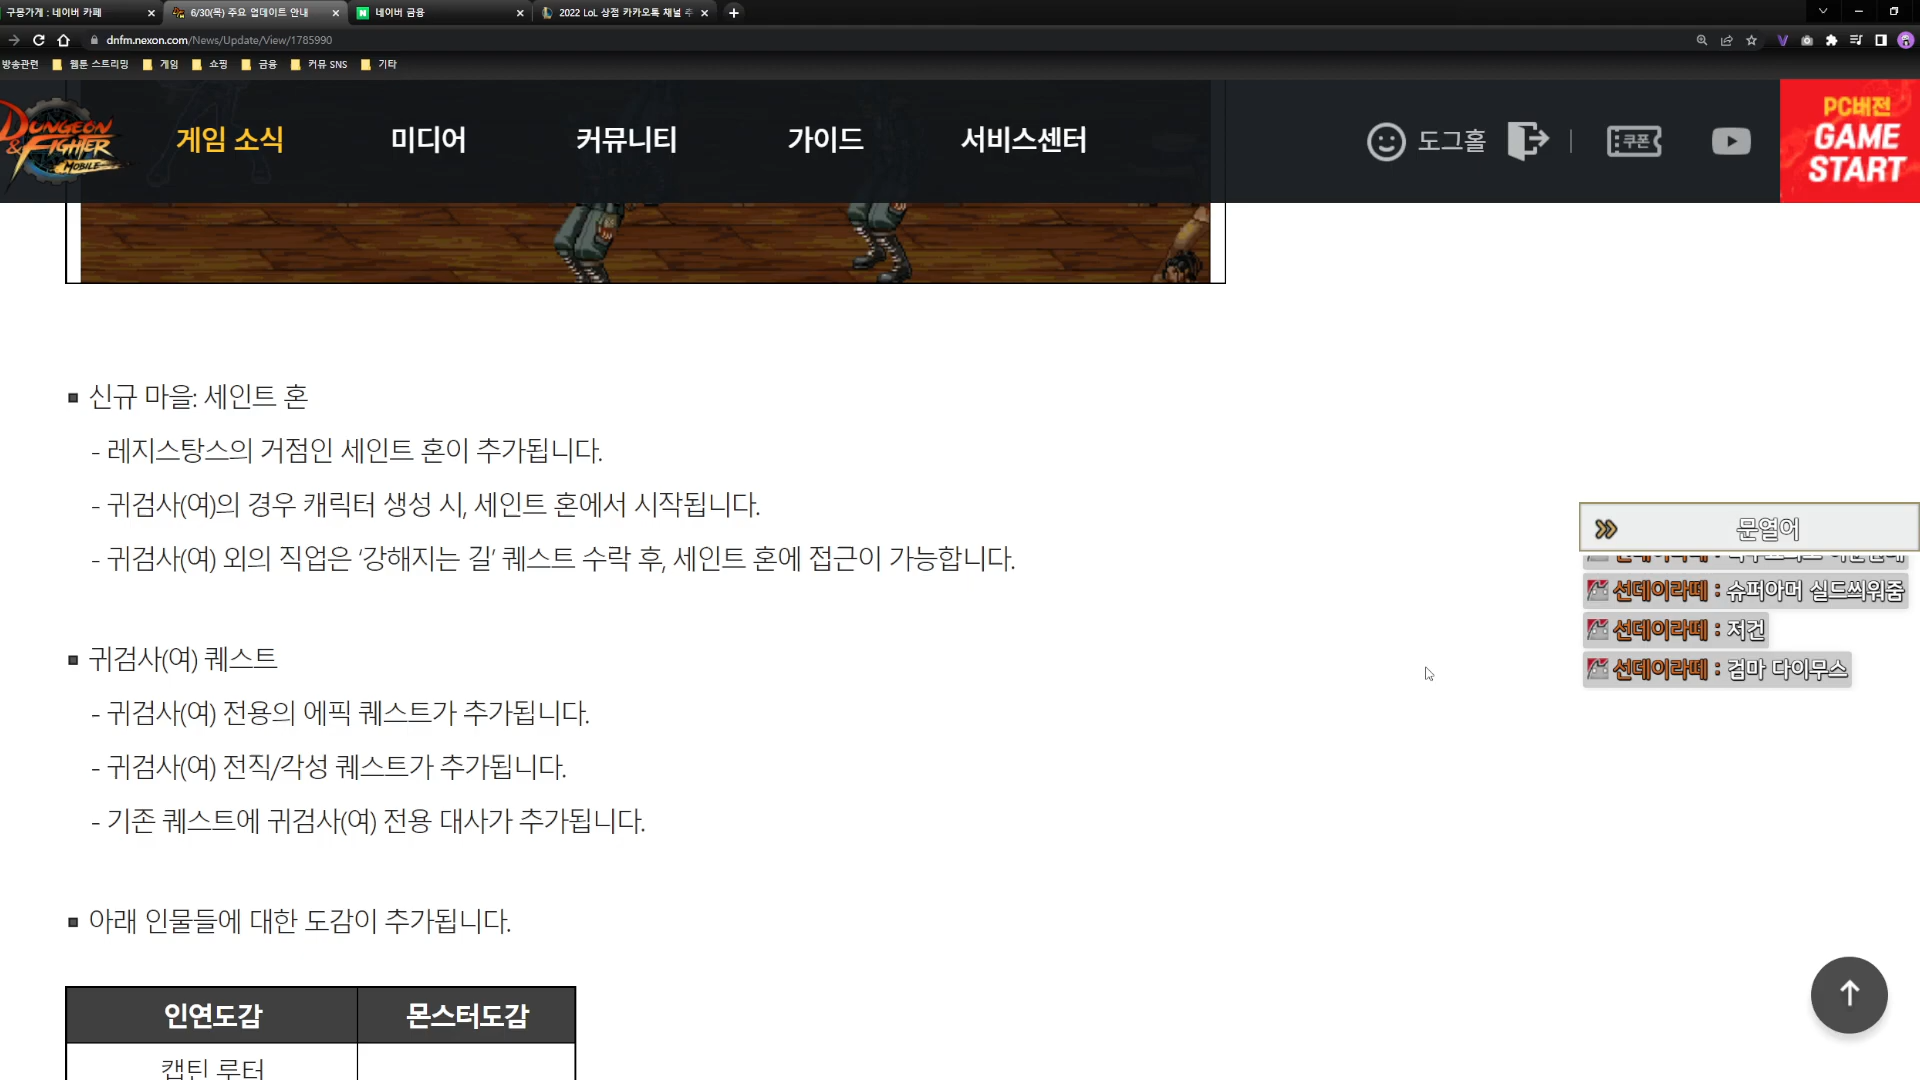 구몽가게 : 네이버 카페
6/30(목) 주요 업데이트 안내
네이버 금융
2022 LoL 상점 카카오톡 채널 추
dnfm.nexon.com/News/Update/View/1785990
방송관련 웹툰 스트리밍 게임 쇼핑 금융 커뮤 SNS 기타
DUNGEON & FIGHTER MOBILE
게임 소식 미디어 커뮤니티 가이드 서비스센터
도그홀
쿠폰
PC버전
GAME
START
■ 신규 마을: 세인트 혼
- 레지스탕스의 거점인 세인트 혼이 추가됩니다.
- 귀검사(여)의 경우 캐릭터 생성 시, 세인트 혼에서 시작됩니다.
- 귀검사(여) 외의 직업은 ‘강해지는 길’ 퀘스트 수락 후, 세인트 혼에 접근이 가능합니다.
■ 귀검사(여) 퀘스트
- 귀검사(여) 전용의 에픽 퀘스트가 추가됩니다.
- 귀검사(여) 전직/각성 퀘스트가 추가됩니다.
- 기존 퀘스트에 귀검사(여) 전용 대사가 추가됩니다.
■ 아래 인물들에 대한 도감이 추가됩니다.
인연도감 몬스터도감
캡틴 루터
문열어
선데이라떼 : 슈퍼아머 실드씌워줌
선데이라떼 : 저건
선데이라떼 : 검마 다이무스